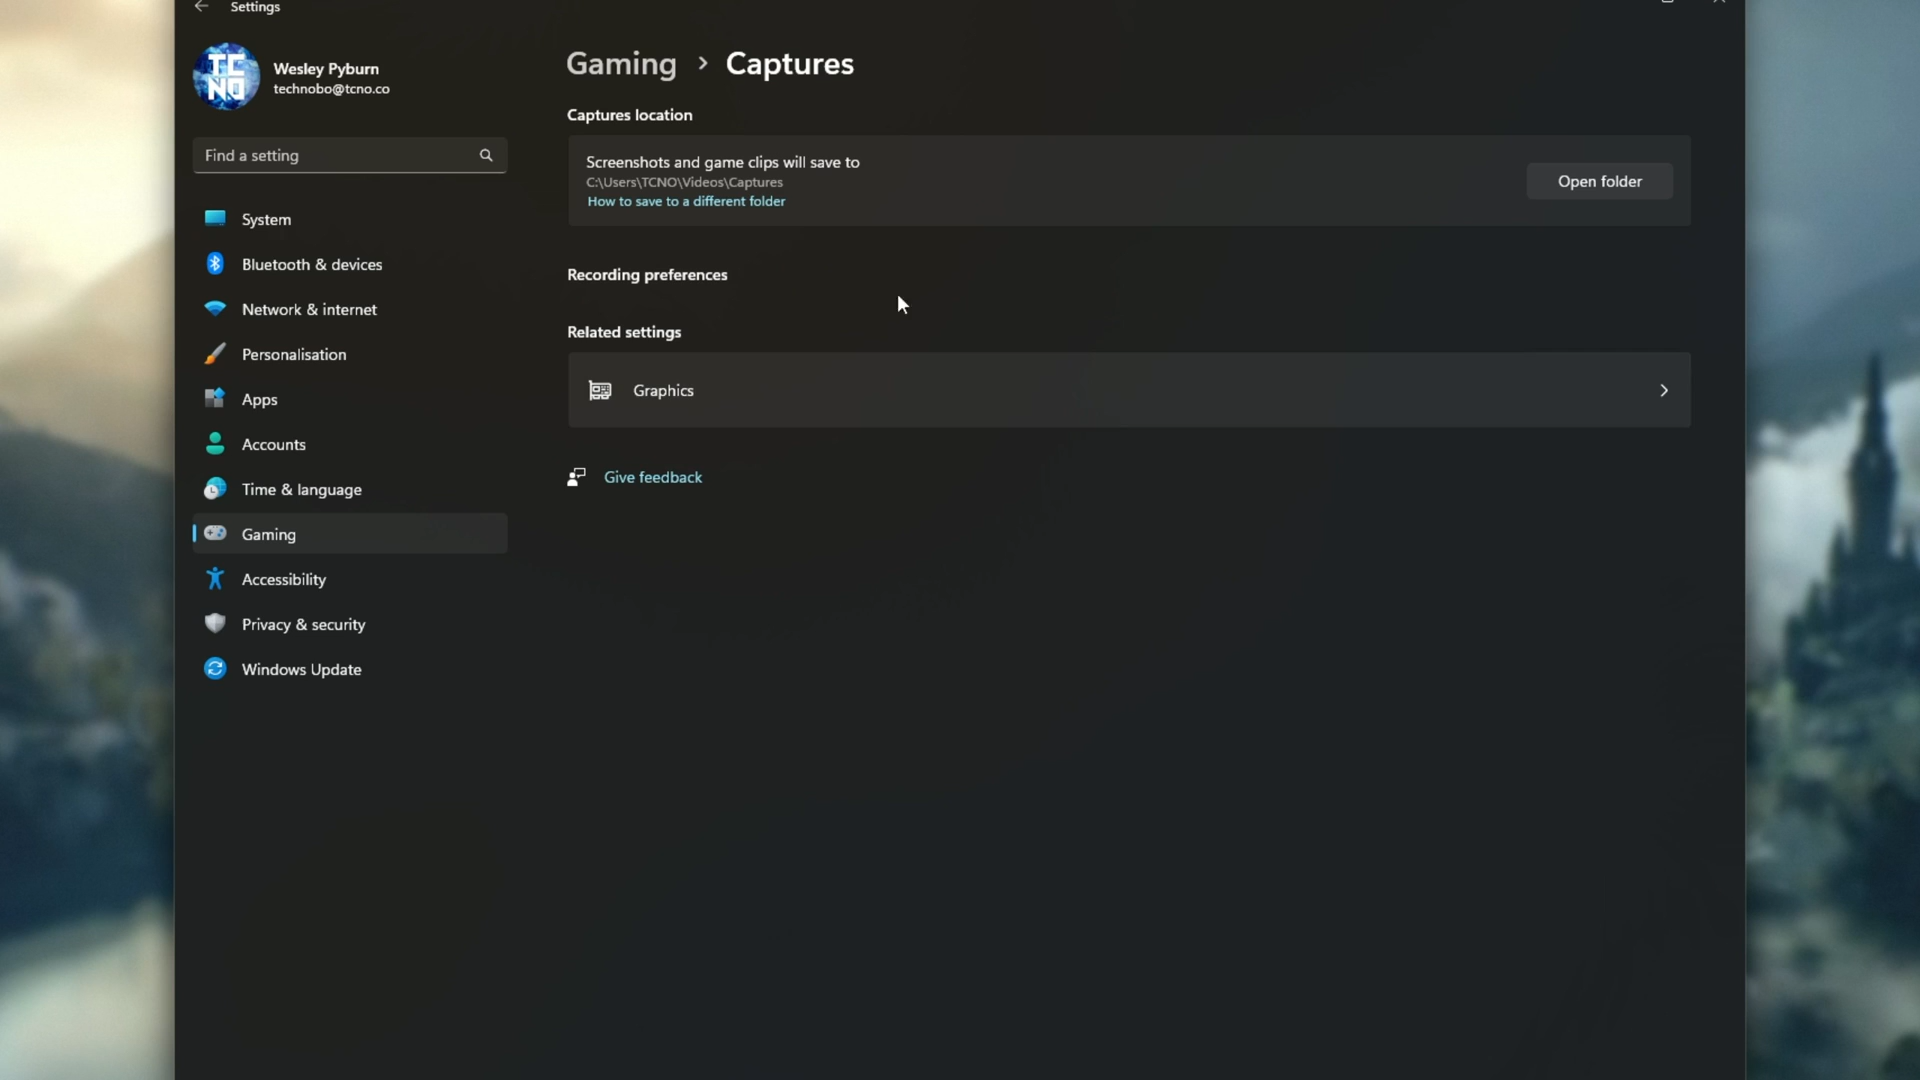 Settings
TC
NO
Wesley Pyburn
technobo@tcno.co
Find a setting
System
Bluetooth & devices
Network & internet
Personalisation
Apps
Accounts
Time & language
Gaming
Accessibility
Privacy & security
Windows Update
Gaming > Captures
Captures location
Screenshots and game clips will save to
C:\Users\TCNO\Videos\Captures
How to save to a different folder
Open folder
Recording preferences
Related settings
Graphics
Give feedback